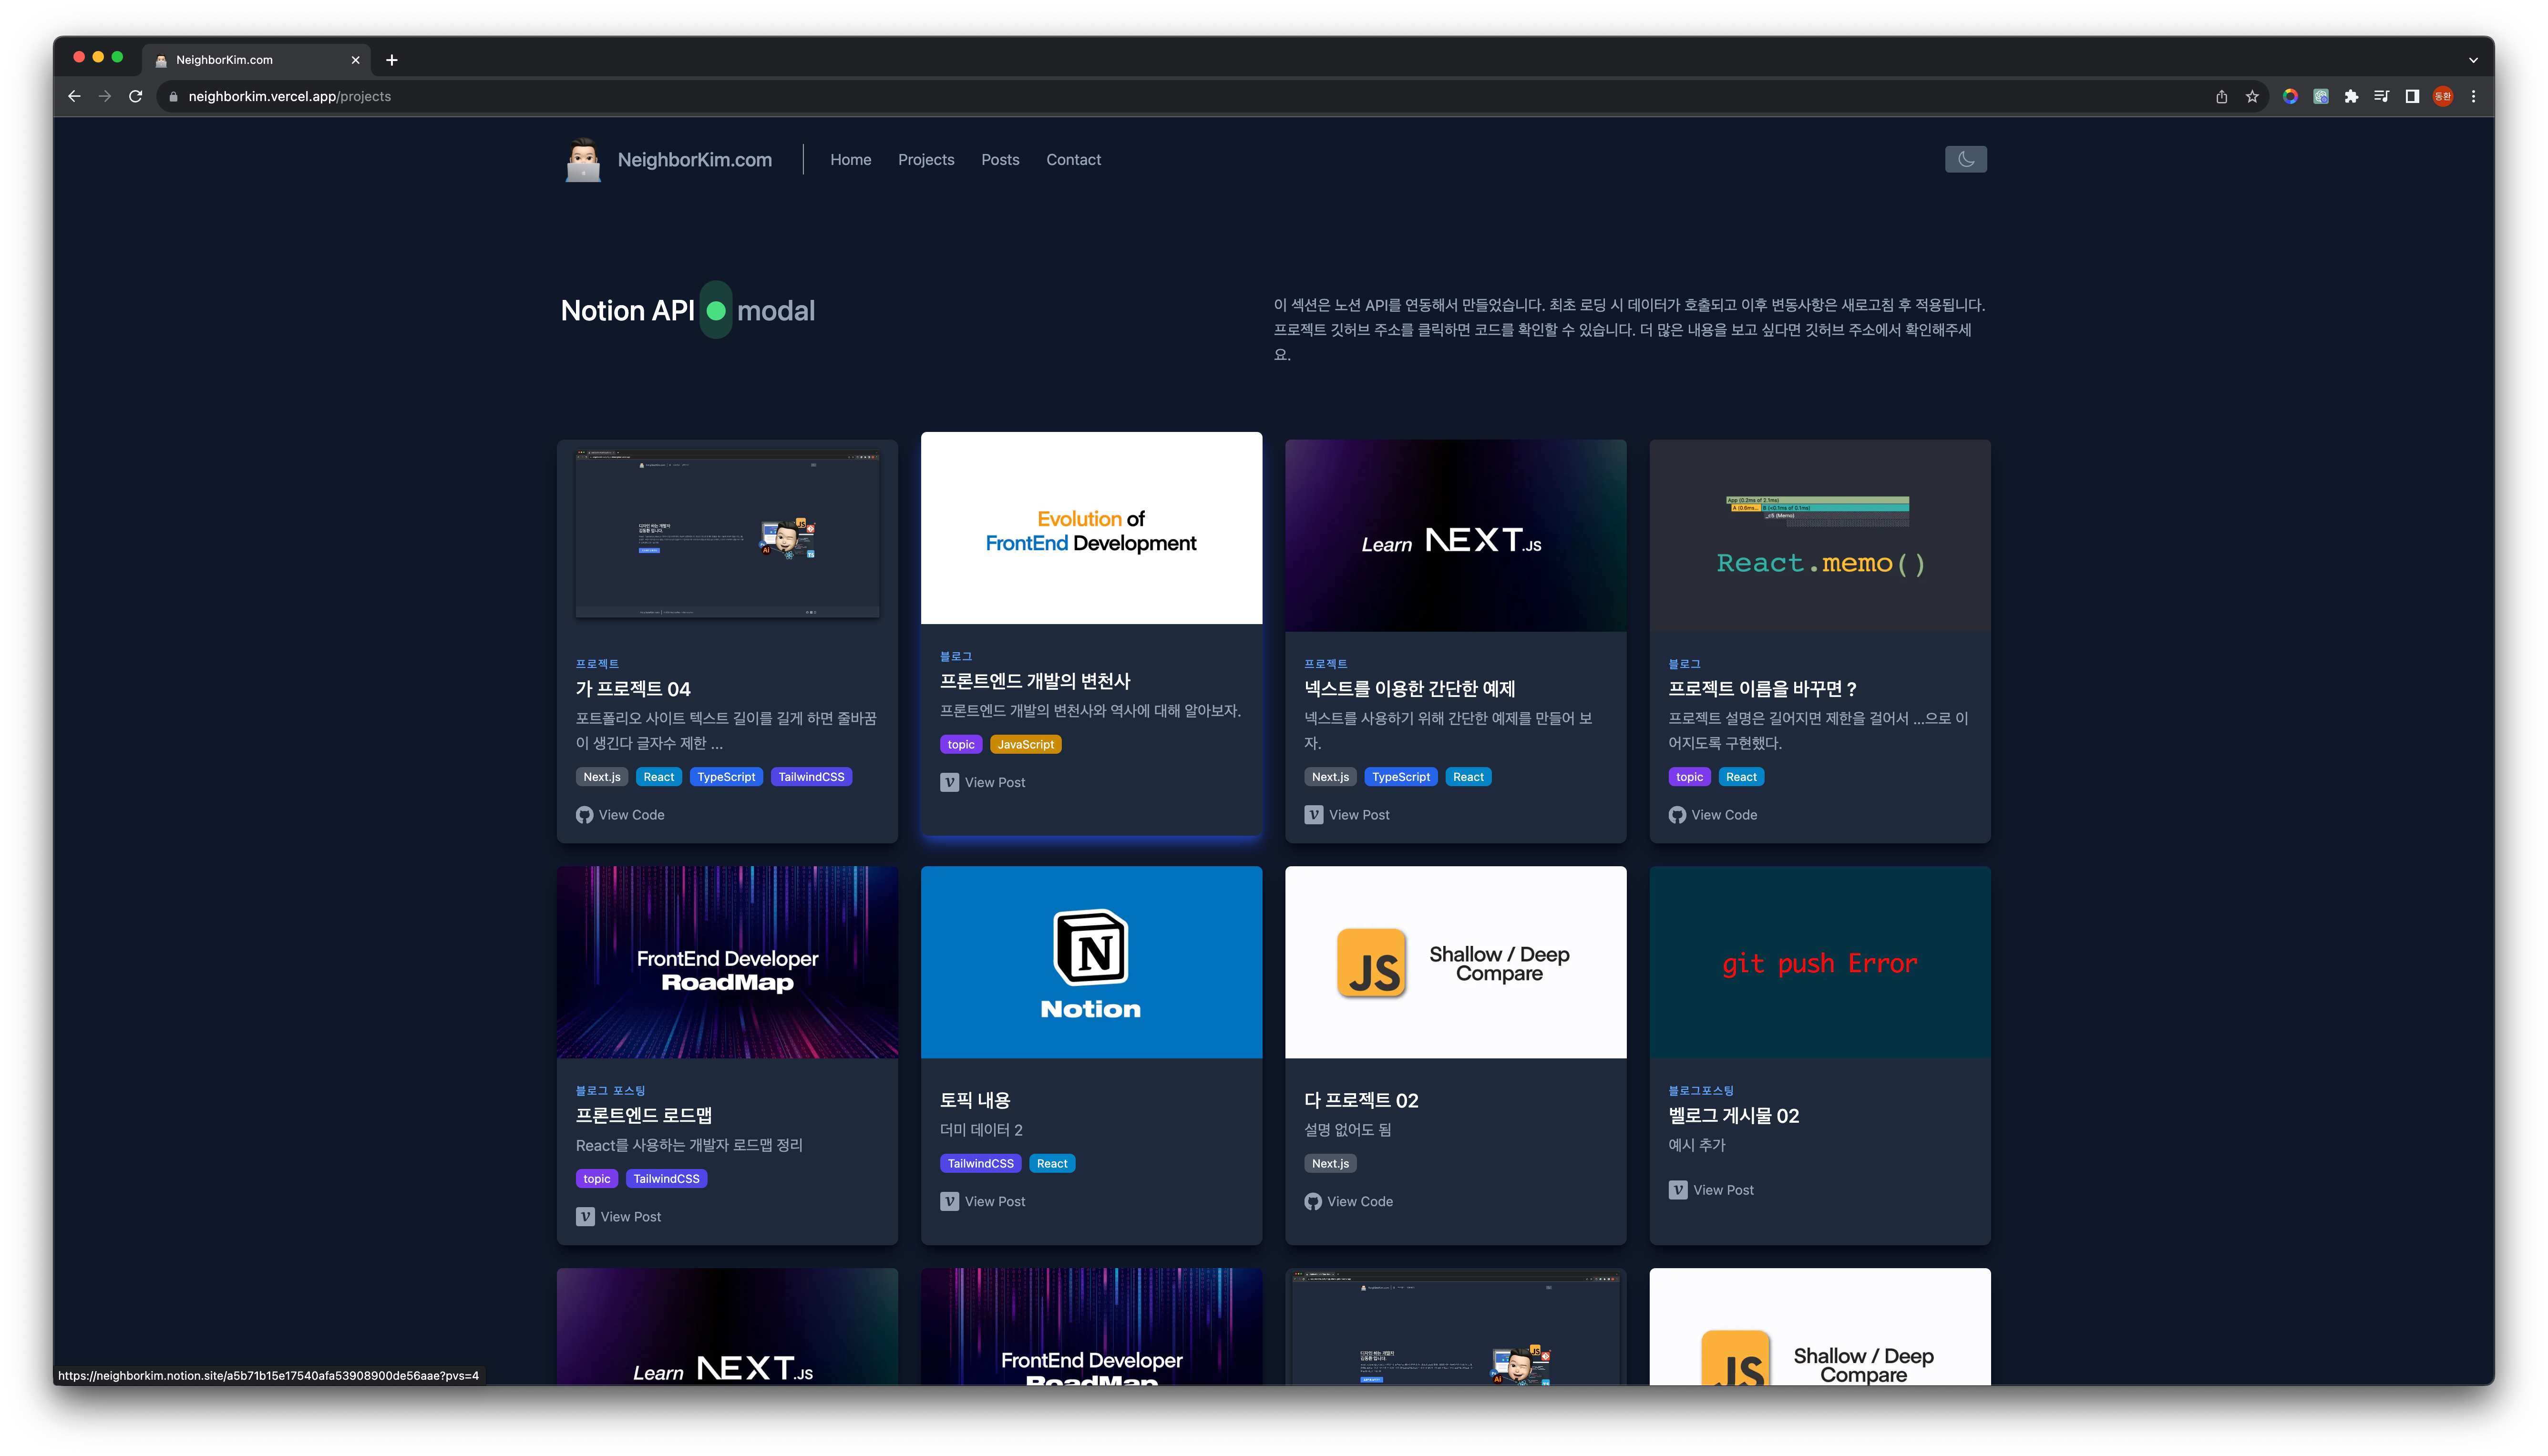 NeighborKim.com
neighborkim.vercel.app/projects
동환
NeighborKim.com
Home
Projects
Posts
Contact
Notion API
modal
이 섹션은 노션 API를 연동해서 만들었습니다. 최초 로딩 시 데이터가 호출되고 이후 변동사항은 새로고침 후 적용됩니다.
프로젝트 깃허브 주소를 클릭하면 코드를 확인할 수 있습니다. 더 많은 내용을 보고 싶다면 깃허브 주소에서 확인해주세
요.
프로젝트
가 프로젝트 04
포트폴리오 사이트 텍스트 길이를 길게 하면 줄바꿈
이 생긴다 글자수 제한 ...
Next.js
React
TypeScript
TailwindCSS
View Code
Evolution of
FrontEnd Development
블로그
프론트엔드 개발의 변천사
프론트엔드 개발의 변천사와 역사에 대해 알아보자.
topic
JavaScript
View Post
Learn NEXT.JS
프로젝트
넥스트를 이용한 간단한 예제
넥스트를 사용하기 위해 간단한 예제를 만들어 보
자.
Next.js
TypeScript
React
View Post
App (0.3ms of 2.1ms)
React.memo()
블로그
프로젝트 이름을 바꾸면 ?
프로젝트 설명은 길어지면 제한을 걸어서 ...으로 이
어지도록 구현했다.
topic
React
View Code
FrontEnd Developer
RoadMap
블로그 포스팅
프론트엔드 로드맵
React를 사용하는 개발자 로드맵 정리
topic
TailwindCSS
View Post
Notion
토픽 내용
더미 데이터 2
TailwindCSS
React
View Post
JS
Shallow / Deep
Compare
다 프로젝트 02
설명 없어도 됨
Next.js
View Code
git push Error
블로그포스팅
벨로그 게시물 02
예시 추가
View Post
Learn NEXT.JS
FrontEnd Developer
RoadMap
JS
Shallow / Deep
Compare
https://neighborkim.notion.site/a5b71b15e17540afa53908900de56aae?pvs=4